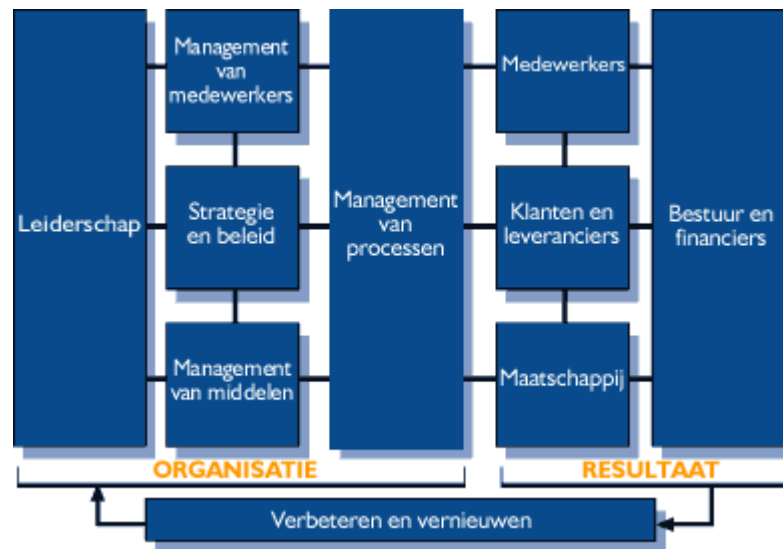 Leiderschap
Management
van
medewerkers
Strategie
en beleid
Management
van middelen
Management
van
processen
Medewerkers
Klanten en
leveranciers
Maatschappij
Bestuur en
financiers
ORGANISATIE
RESULTAAT
Verbeteren en vernieuwen